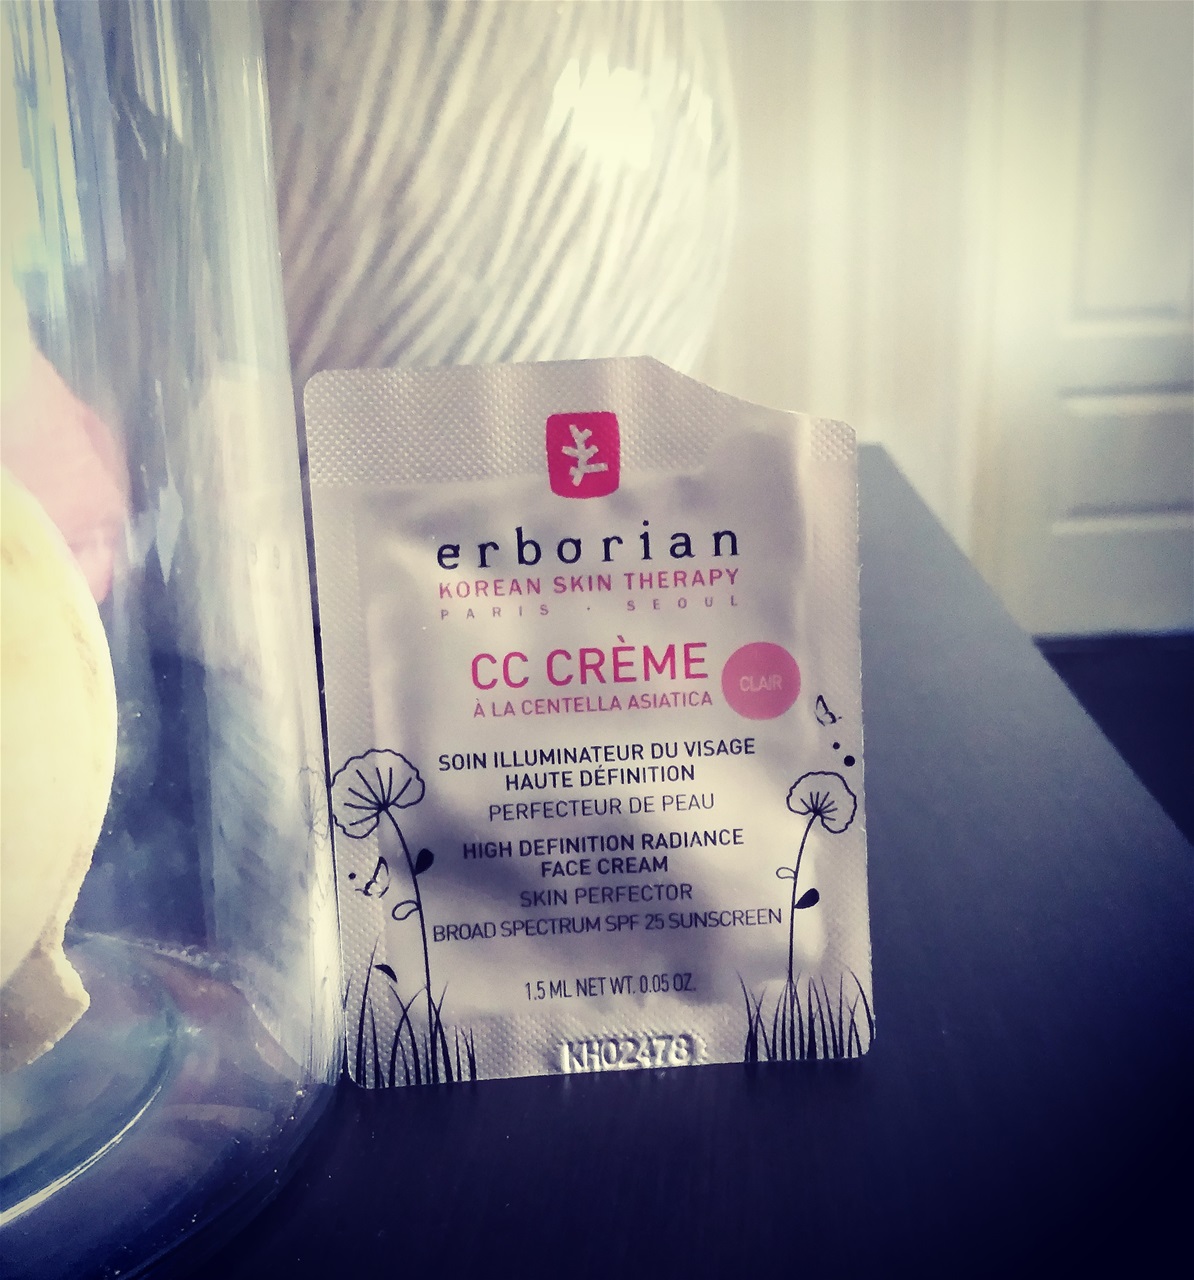 erborian
KOREAN SKIN THERAPY
PARIS · SEOUL
CC CRÈME
CLAIR
À LA CENTELLA ASIATICA
SOIN ILLUMINATEUR DU VISAGE
HAUTE DÉFINITION
PERFECTEUR DE PEAU
HIGH DEFINITION RADIANCE
FACE CREAM
SKIN PERFECTOR
BROAD SPECTRUM SPF 25 SUNSCREEN
1.5 ML NET WT. 0.05 OZ.
KH02478